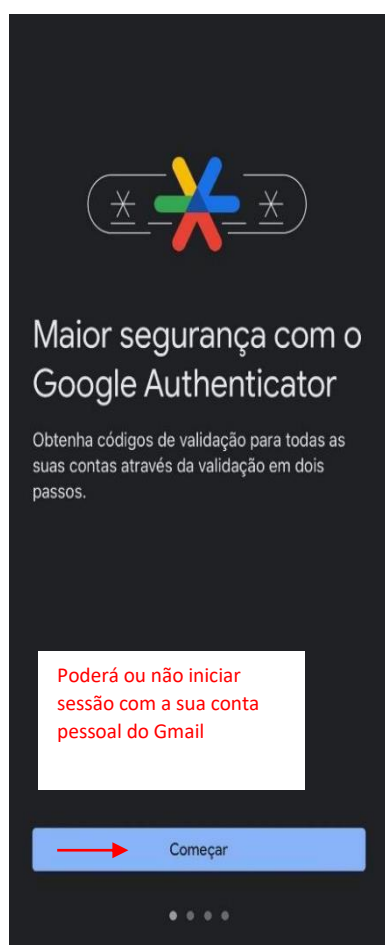 Maior segurança com o
Google Authenticator
Obtenha códigos de validação para todas as
suas contas através da validação em dois
passos.
Poderá ou não iniciar
sessão com a sua conta
pessoal do Gmail
Começar